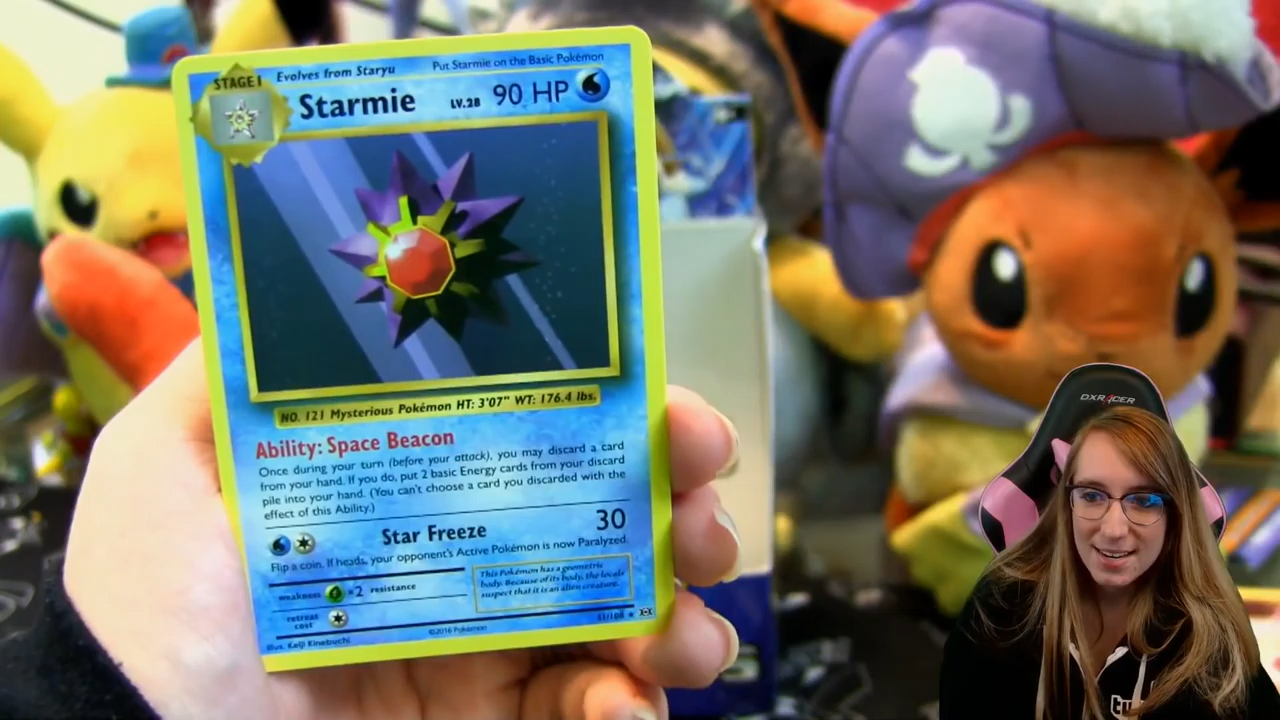 STAGE 1 Evolves from Staryu Put Starmie on the Basic Pokémon
Starmie LV.28 90 HP
NO. 121 Mysterious Pokémon HT: 3'07" WT: 176.4 lbs.
Ability: Space Beacon
Once during your turn (before your attack), you may discard a card
from your hand. If you do, put 2 basic Energy cards from your discard
pile into your hand. (You can't choose a card you discarded with the
effect of this Ability.)
Star Freeze 30
Flip a coin. If heads, your opponent's Active Pokémon is now Paralyzed.
weakness ×2 resistance
This Pokémon has a geometric
body. Because of its body, the locals
suspect that it is an alien creature.
retreat
cost
Illus. Keiji Kinebuchi ©2016 Pokémon 31/108
DXRACER